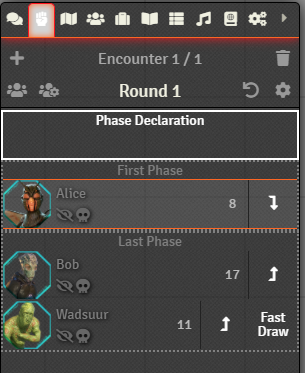 Encounter 1 / 1
Round 1
Phase Declaration
First Phase
Alice
8
Last Phase
Bob
17
Wadsuur
11
Fast
Draw